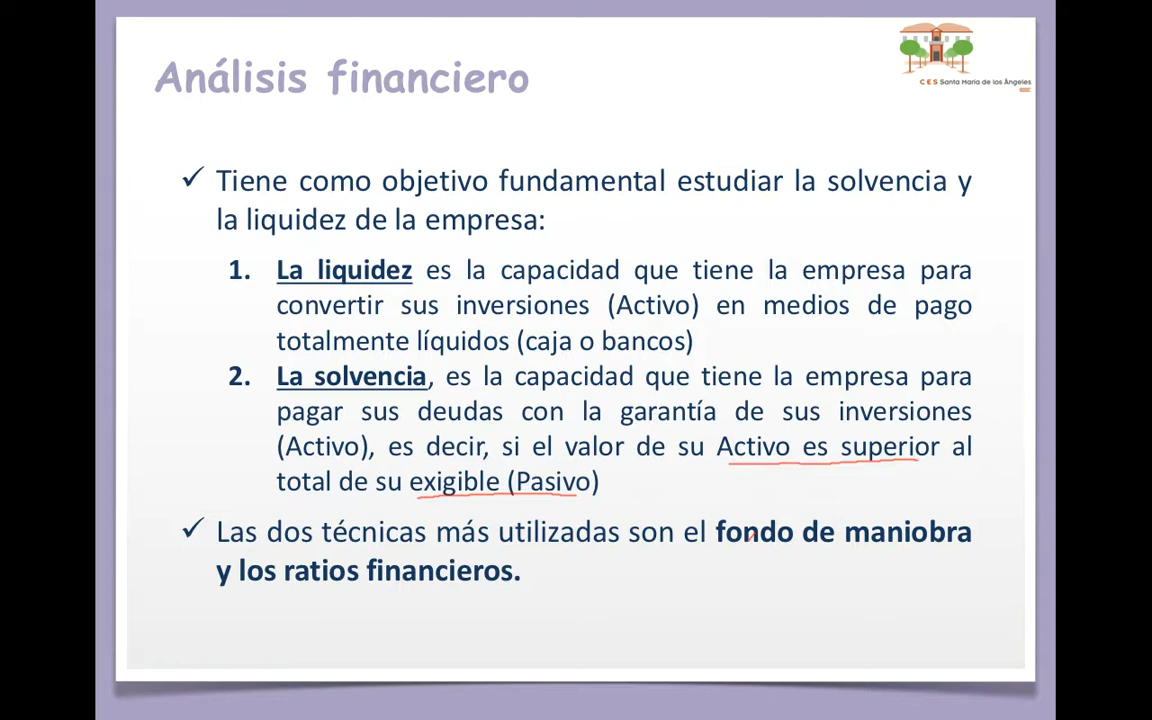 Análisis financiero
CES Santa María de los Ángeles
✓ Tiene como objetivo fundamental estudiar la solvencia y
la liquidez de la empresa:
1. La liquidez es la capacidad que tiene la empresa para
convertir sus inversiones (Activo) en medios de pago
totalmente líquidos (caja o bancos)
2. La solvencia, es la capacidad que tiene la empresa para
pagar sus deudas con la garantía de sus inversiones
(Activo), es decir, si el valor de su Activo es superior al
total de su exigible (Pasivo)
✓ Las dos técnicas más utilizadas son el fondo de maniobra
y los ratios financieros.